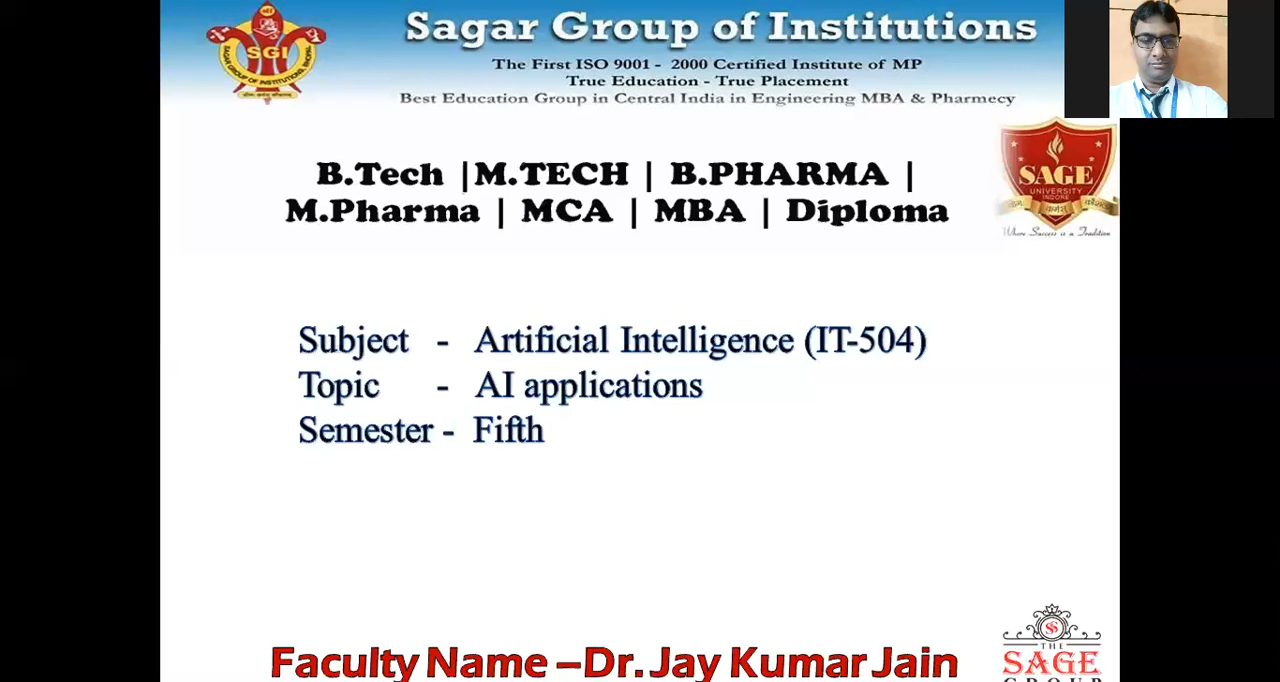 Sagar Group of Institutions
The First ISO 9001 - 2000 Certified Institute of MP
True Education - True Placement
Best Education Group in Central India in Engineering MBA & Pharmecy
SGI
SAGE
UNIVERSITY
INDORE
Where Success is a Tradition
B.Tech | M.TECH | B.PHARMA |
M.Pharma | MCA | MBA | Diploma
Subject - Artificial Intelligence (IT-504)
Topic - AI applications
Semester - Fifth
Faculty Name –Dr. Jay Kumar Jain
THE
SAGE
GROUP